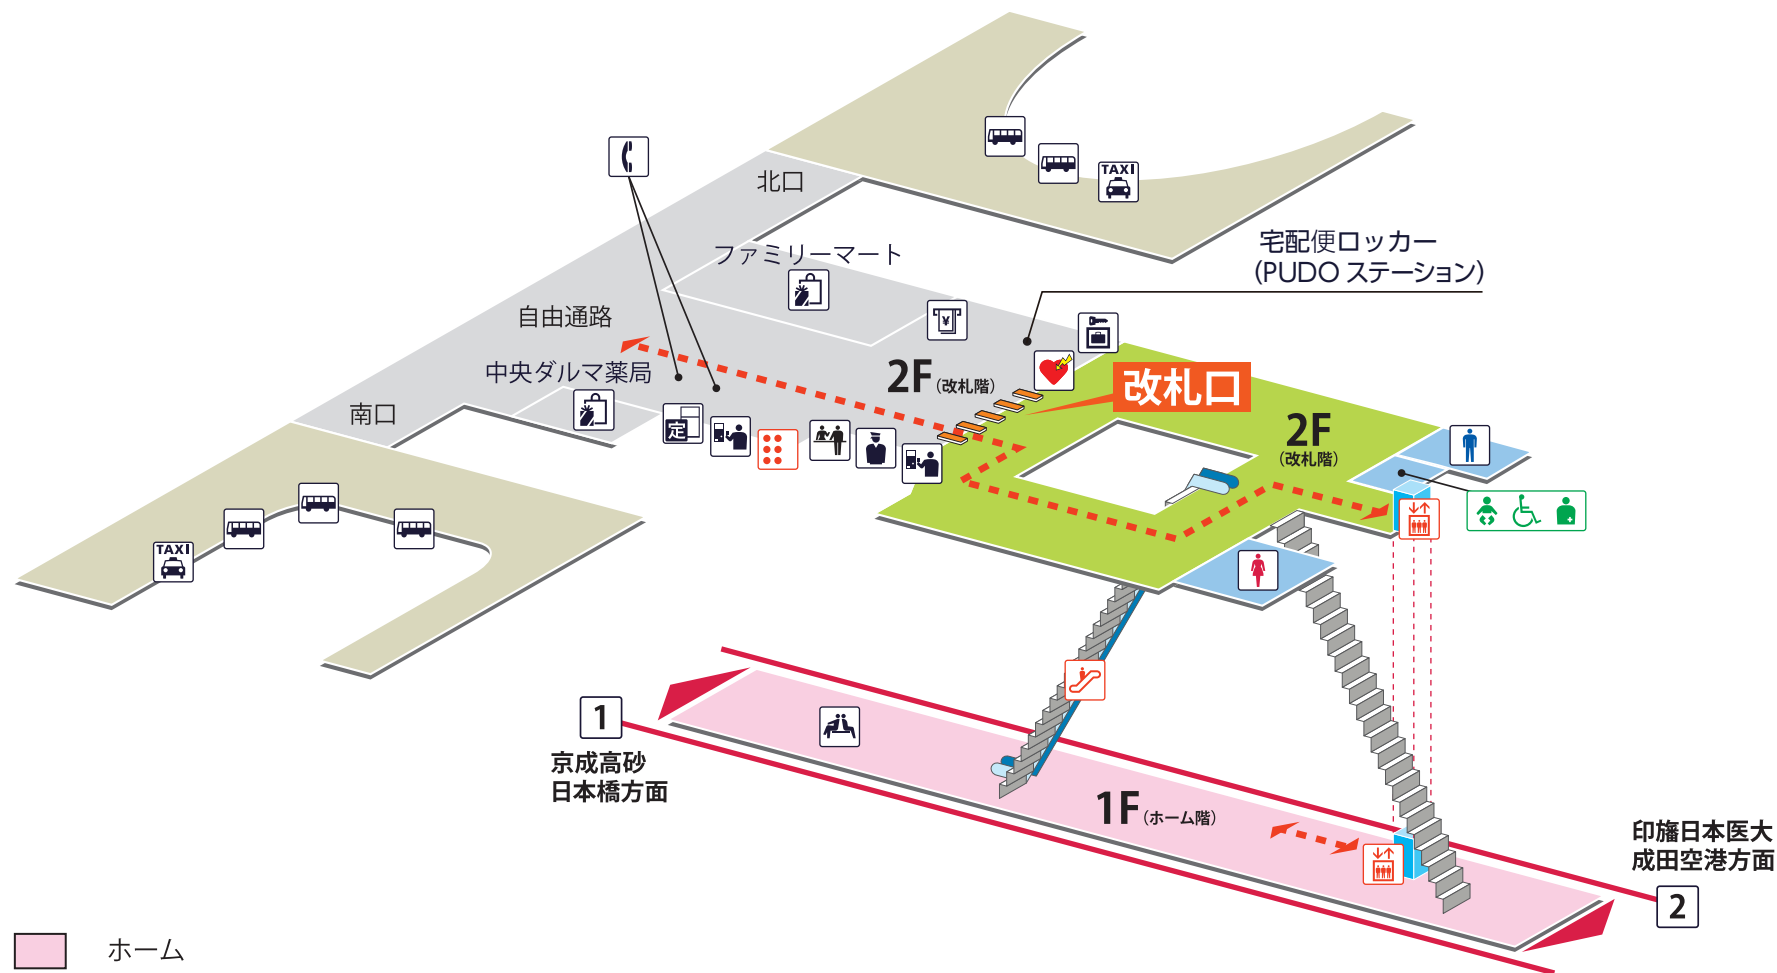 北口
TAXI
ファミリーマート
宅配便ロッカー
(PUDO ステーション)
自由通路
¥
中央ダルマ薬局
2F(改札階)
改札口
南口
定
2F
(改札階)
TAXI
1
京成高砂
日本橋方面
1F(ホーム階)
印旛日本医大
成田空港方面
2
ホーム